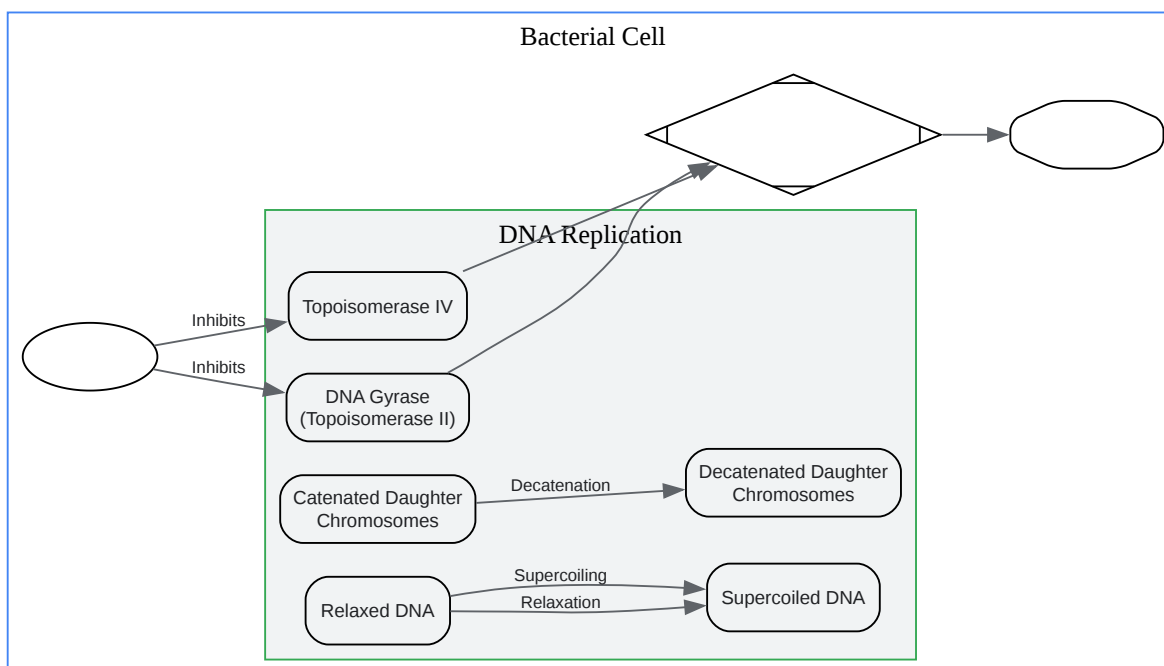 Bacterial Cell
DNA Replication
Topoisomerase IV
Inhibits
Inhibits
DNA Gyrase
(Topoisomerase II)
Catenated Daughter
Chromosomes
Decatenation
Decatenated Daughter
Chromosomes
Relaxed DNA
Supercoiling
Relaxation
Supercoiled DNA